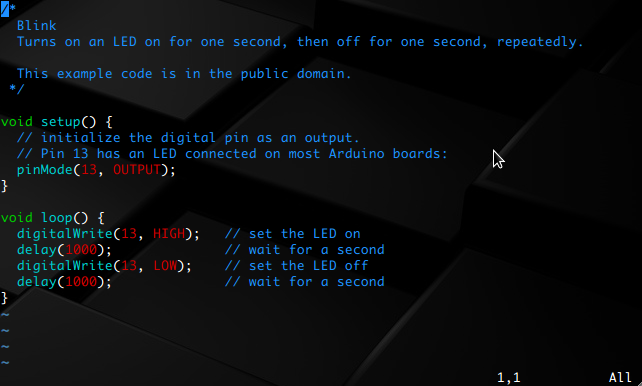 /*
  Blink
  Turns on an LED on for one second, then off for one second, repeatedly.

  This example code is in the public domain.
 */

void setup() {
  // initialize the digital pin as an output.
  // Pin 13 has an LED connected on most Arduino boards:
  pinMode(13, OUTPUT);
}

void loop() {
  digitalWrite(13, HIGH);   // set the LED on
  delay(1000);              // wait for a second
  digitalWrite(13, LOW);    // set the LED off
  delay(1000);              // wait for a second
}
~
~
~
~
1,1           All